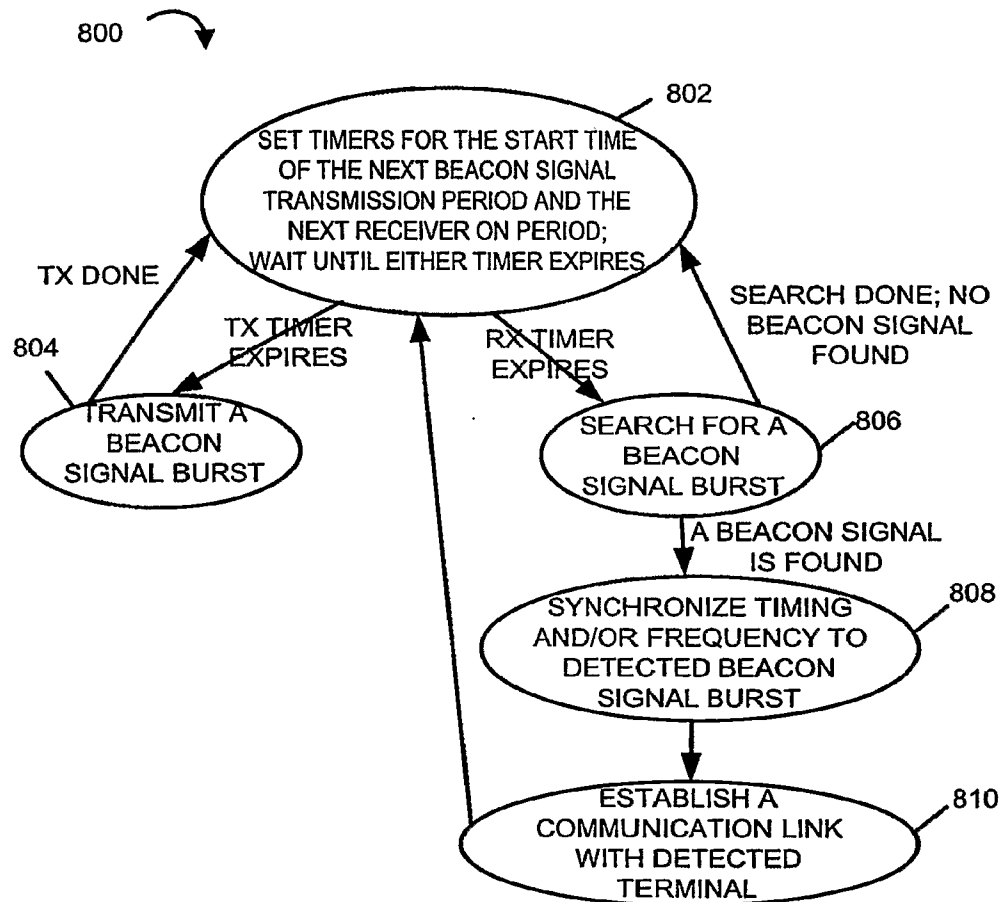 800
802
SET TIMERS FOR THE START TIME
OF THE NEXT BEACON SIGNAL
TRANSMISSION PERIOD AND THE
NEXT RECEIVER ON PERIOD;
WAIT UNTIL EITHER TIMER EXPIRES
TX DONE
SEARCH DONE; NO
BEACON SIGNAL
FOUND
TX TIMER
EXPIRES
RX TIMER
EXPIRES
804
TRANSMIT A
BEACON
SIGNAL BURST
806
SEARCH FOR A
BEACON
SIGNAL BURST
A BEACON SIGNAL
IS FOUND
808
SYNCHRONIZE TIMING
AND/OR FREQUENCY TO
DETECTED BEACON
SIGNAL BURST
810
ESTABLISH A
COMMUNICATION LINK
WITH DETECTED
TERMINAL